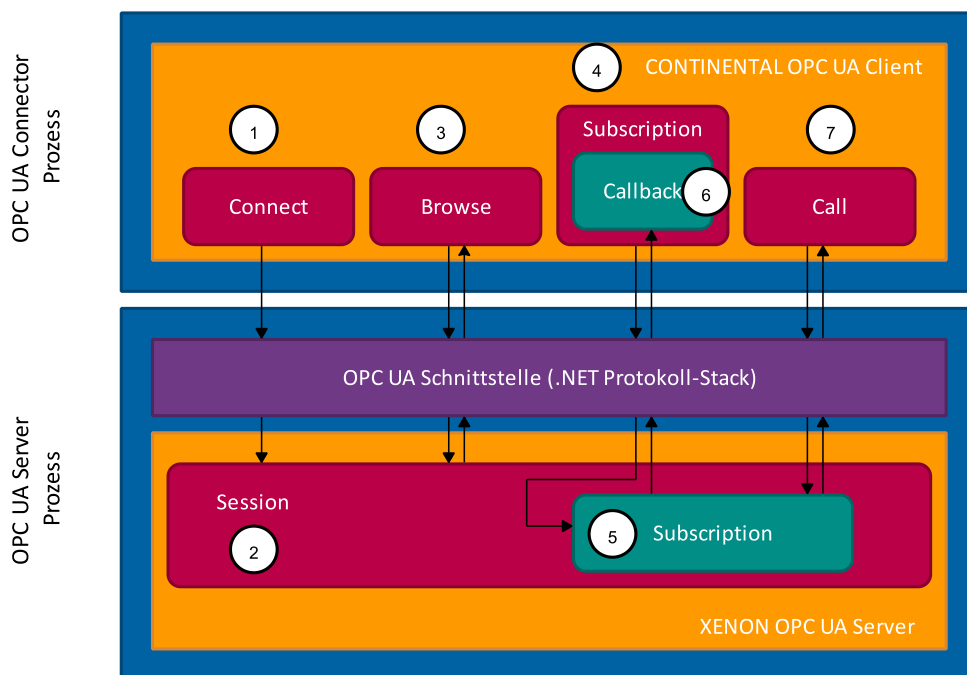 OPC UA Connector
Prozess
4
CONTINENTAL OPC UA Client
1
3
Subscription
7
Connect
Browse
Callback
6
Call
OPC UA Schnittstelle (.NET Protokoll-Stack)
OPC UA Server
Prozess
Session
2
5
Subscription
XENON OPC UA Server